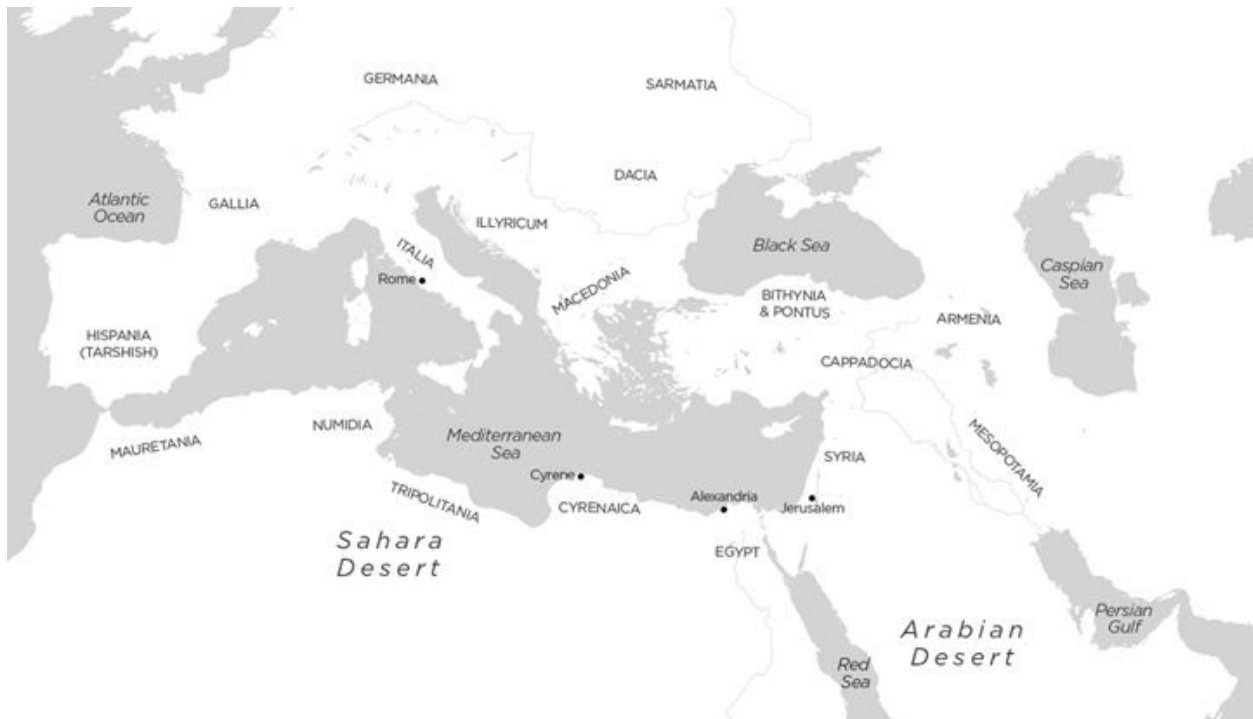 GERMANIA
SARMATIA
DACIA
Atlantic
Ocean
GALLIA
ILLYRICUM
ITALIA
Rome
MACEDONIA
Black Sea
BITHYNIA
& PONTUS
Caspian
Sea
ARMENIA
HISPANIA
(TARSHISH)
CAPPADOCIA
NUMIDIA
MAURETANIA
Mediterranean
Sea
MESOPOTAMIA
SYRIA
Cyrene
TRIPOLITANIA
CYRENAICA
Alexandria
Jerusalem
Sahara
Desert
EGYPT
Arabian
Desert
Persian
Gulf
Red
Sea